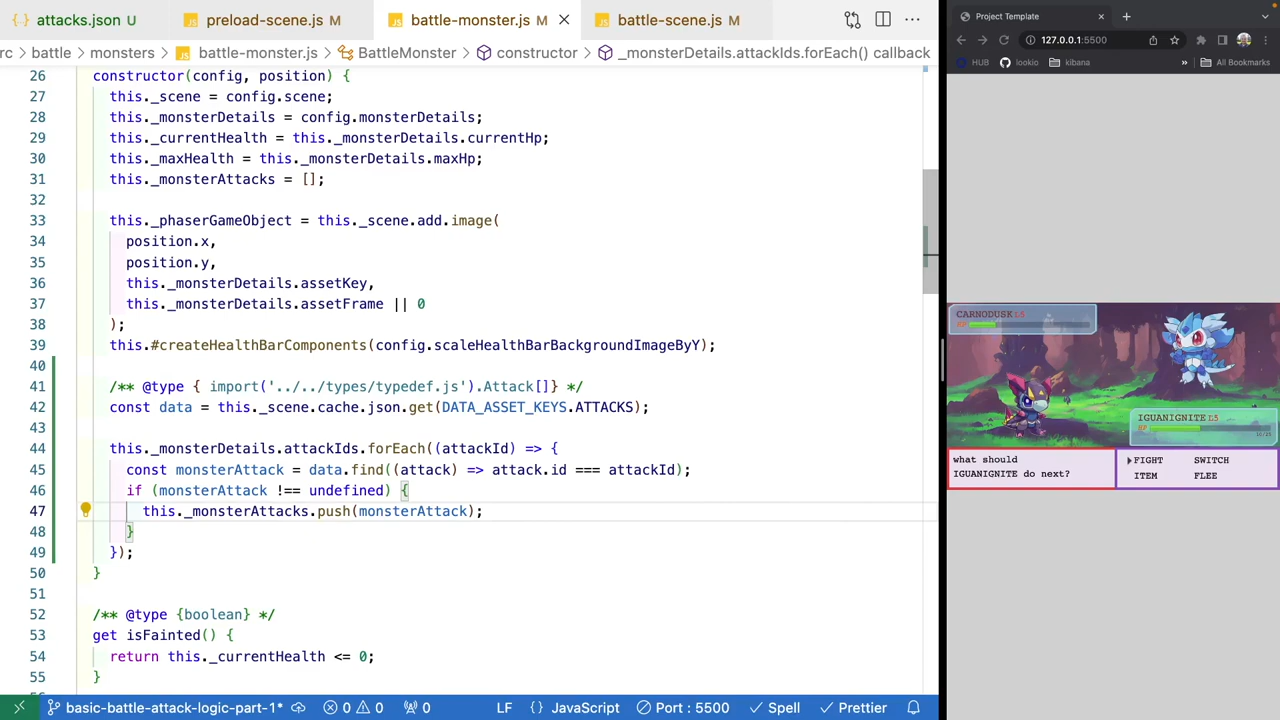 attacks.json U preload-scene.js M battle-monster.js M battle-scene.js M
rc battle monsters battle-monster.js BattleMonster constructor _monsterDetails.attackIds.forEach() callback
26 constructor(config, position) {
27 this._scene = config.scene;
28 this._monsterDetails = config.monsterDetails;
29 this._currentHealth = this._monsterDetails.currentHp;
30 this._maxHealth = this._monsterDetails.maxHp;
31 this._monsterAttacks = [];
32
33 this._phaserGameObject = this._scene.add.image(
34 position.x,
35 position.y,
36 this._monsterDetails.assetKey,
37 this._monsterDetails.assetFrame || 0
38 );
39 this.#createHealthBarComponents(config.scaleHealthBarBackgroundImageByY);
40
41 /** @type { import('../../types/typedef.js').Attack[]} */
42 const data = this._scene.cache.json.get(DATA_ASSET_KEYS.ATTACKS);
43
44 this._monsterDetails.attackIds.forEach((attackId) => {
45 const monsterAttack = data.find((attack) => attack.id === attackId);
46 if (monsterAttack !== undefined) {
47 this._monsterAttacks.push(monsterAttack);
48 }
49 });
50 }
51
52 /** @type {boolean} */
53 get isFainted() {
54 return this._currentHealth <= 0;
55 }
basic-battle-attack-logic-part-1* 0 0 0 LF {} JavaScript Port : 5500 Spell Prettier
Project Template
127.0.0.1:5500
HUB lookio kibana » All Bookmarks
CARNODUSK L5
HP
IGUANIGNITE L5
HP
what should
IGUANIGNITE do next?
FIGHT SWITCH
ITEM FLEE